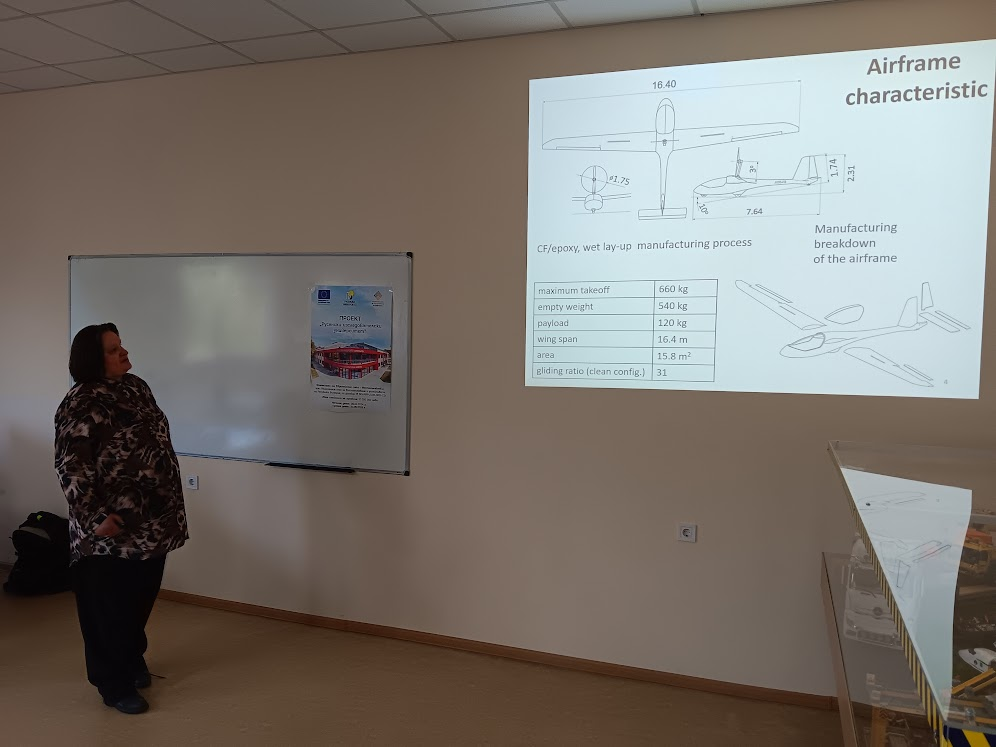 Airframe
characteristic
16.40
ø1.75
3°
1.74
2.31
10°
7.64
CF/epoxy, wet lay-up manufacturing process
Manufacturing
breakdown
of the airframe
maximum takeoff 660 kg
empty weight 540 kg
payload 120 kg
wing span 16.4 m
area 15.8 m²
gliding ratio (clean config.) 31
4
ПРОЕКТ